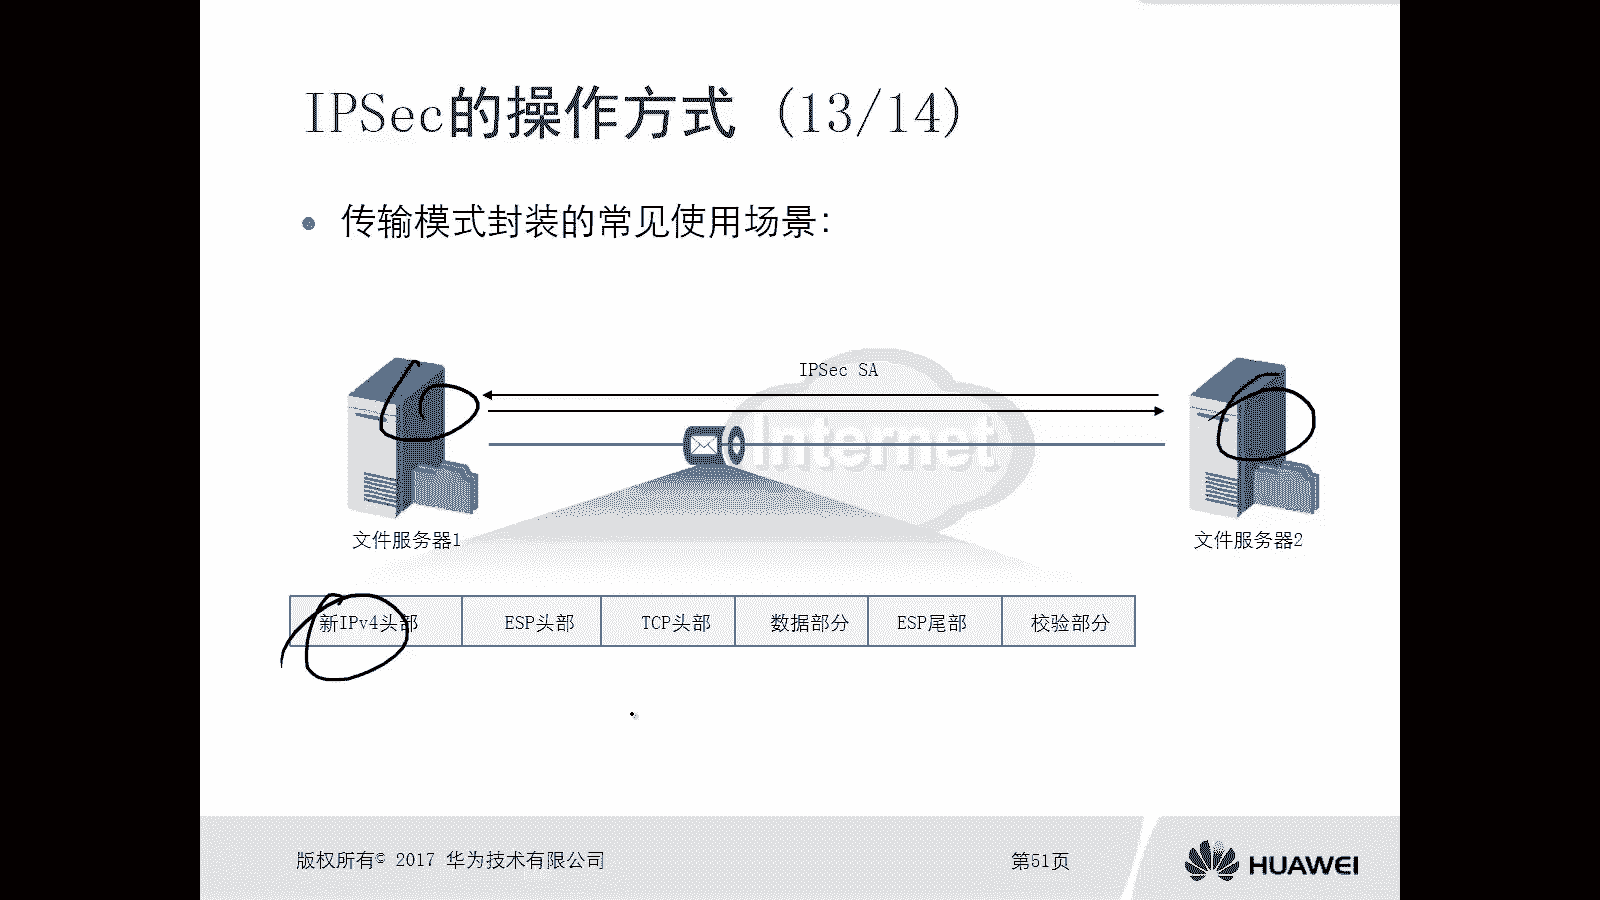 IPSec的操作方式 (13/14)
传输模式封装的常见使用场景:
IPSec SA
Internet
文件服务器1
文件服务器2
新IPv4头部 ESP头部 TCP头部 数据部分 ESP尾部 校验部分
版权所有© 2017 华为技术有限公司
第51页
HUAWEI